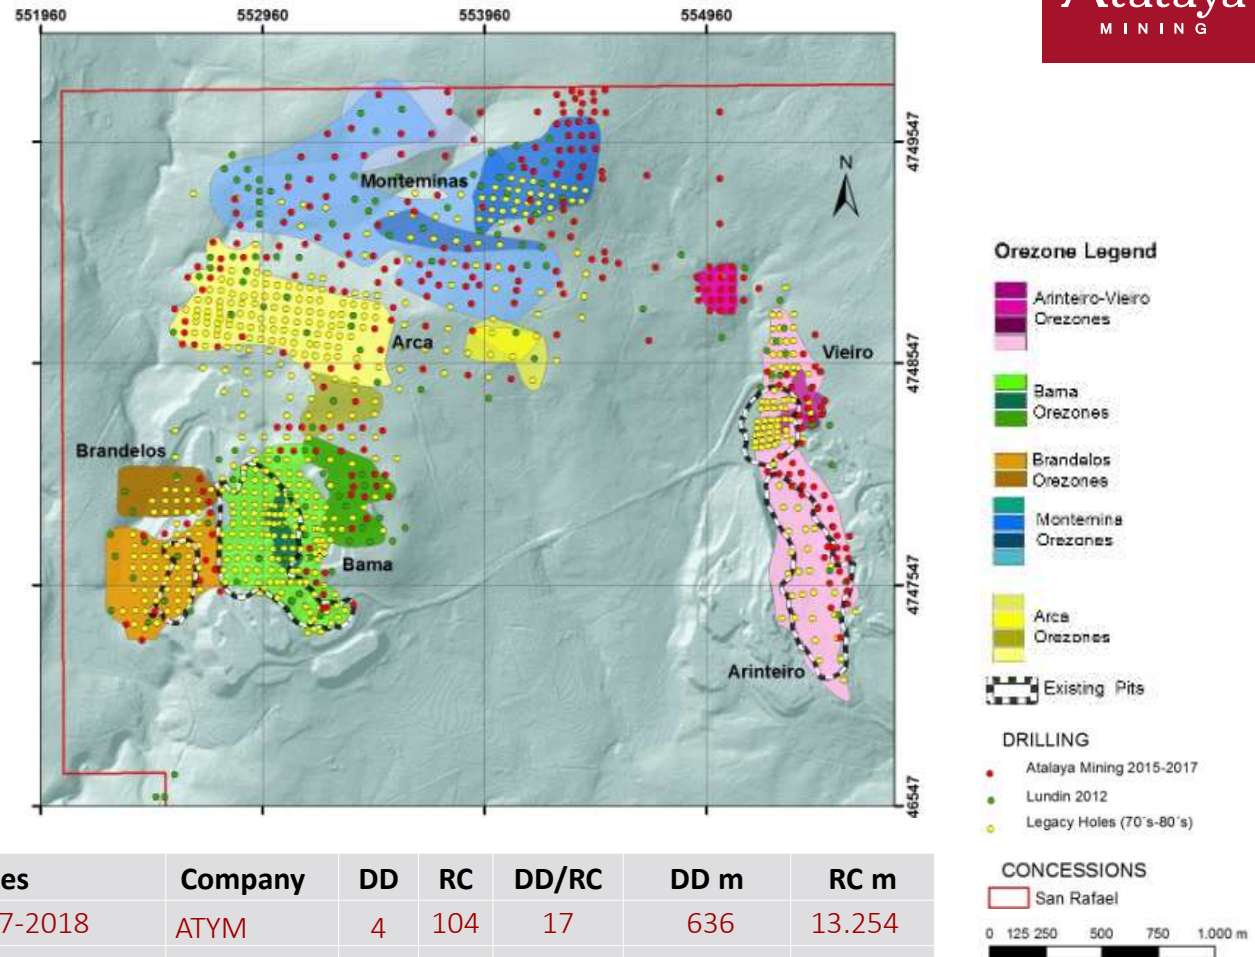 551960
552960
553960
554960
Atalaya
MINING
4749547
N
Monteminas
Orezone Legend
Arinteiro-Vieiro
Orezones
Arca
4748547
Vieiro
Bama
Orezones
Brandelos
Brandelos
Orezones
Montemina
Orezones
Bama
4747547
Arca
Orezones
Arinteiro
Existing Pits
DRILLING
Atalaya Mining 2015-2017
46547
Lundin 2012
Legacy Holes (70´s-80´s)
es Company DD RC DD/RC DD m RC m
7-2018 ATYM 4 104 17 636 13.254
CONCESSIONS
San Rafael
0 125 250 500 750 1.000 m